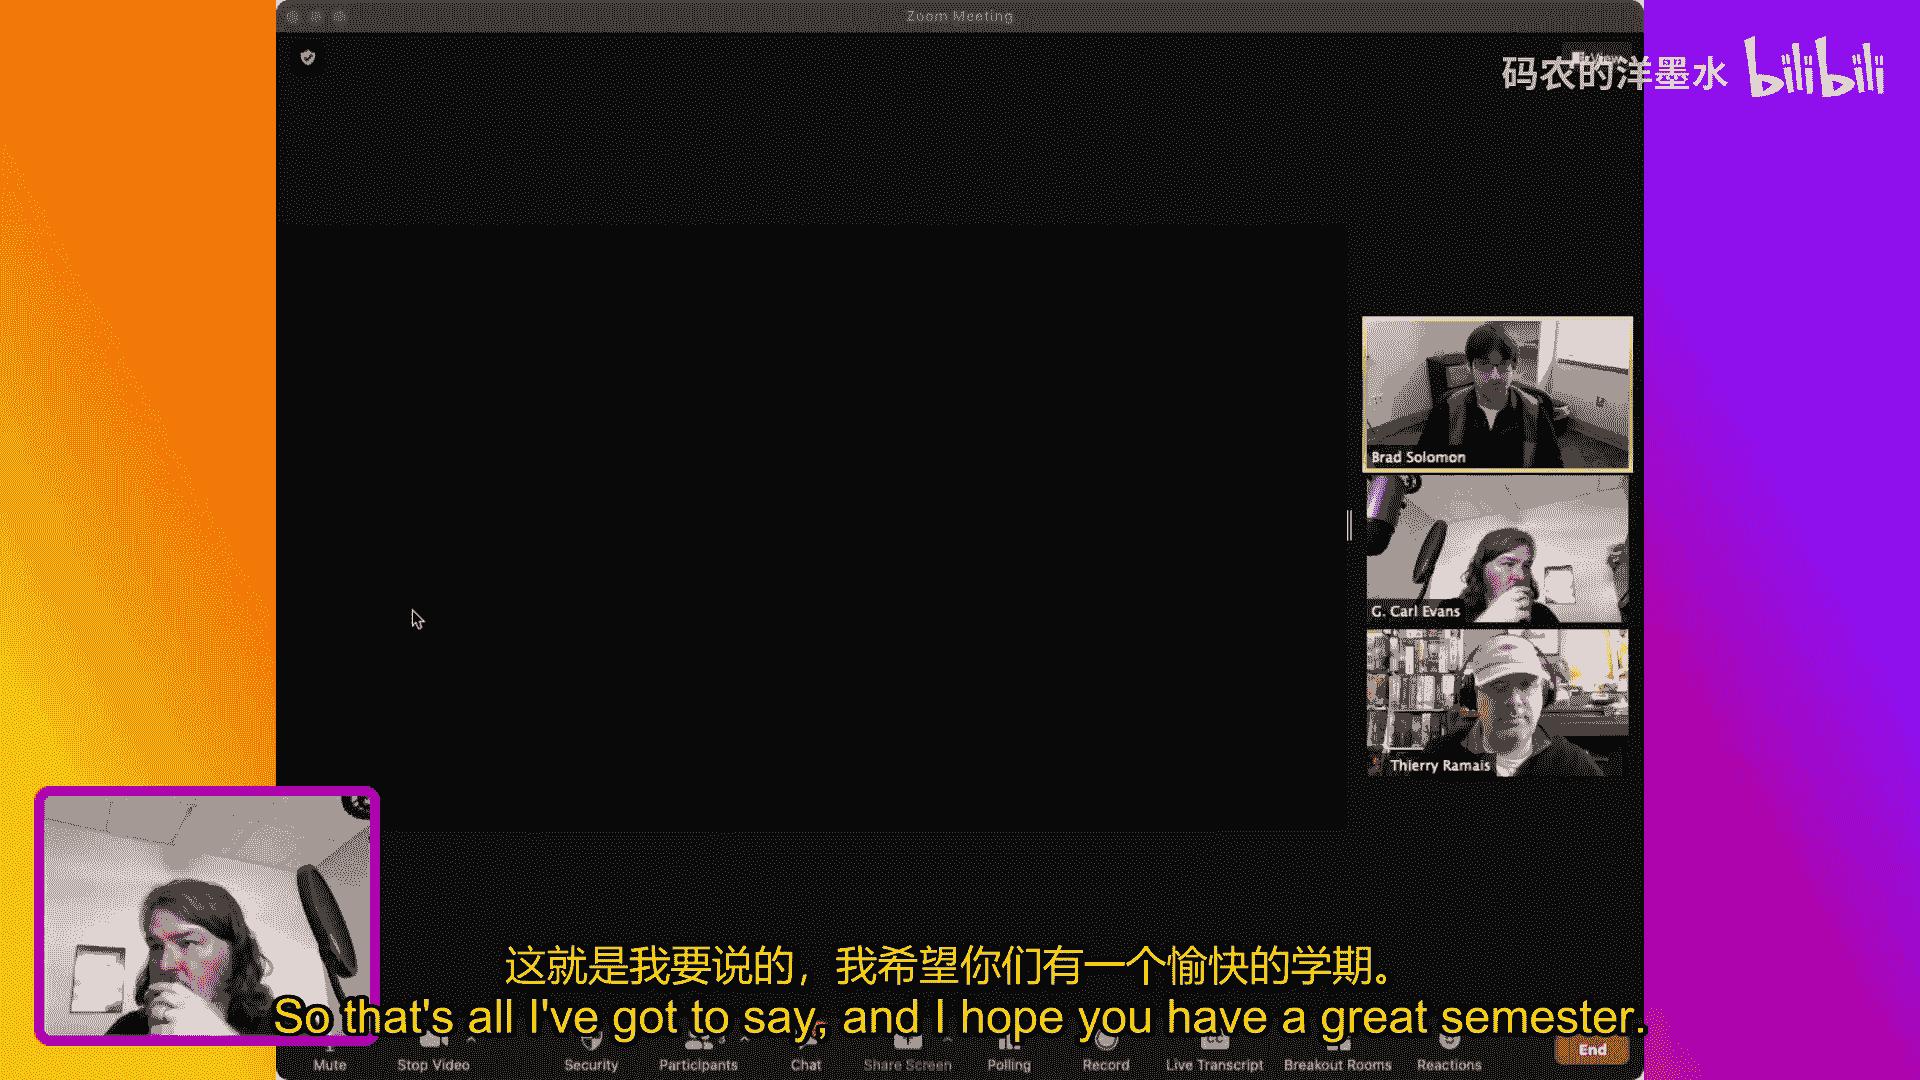 Zoom Meeting
View
码农的洋墨水 bilibili
Brad Solomon
G. Carl Evans
Thierry Ramais
这就是我要说的，我希望你们有一个愉快的学期。
So that's all I've got to say, and I hope you have a great semester.
Mute
Stop Video
Security
Participants
Chat
Share Screen
Polling
Record
Live Transcript
Breakout Rooms
Reactions
End